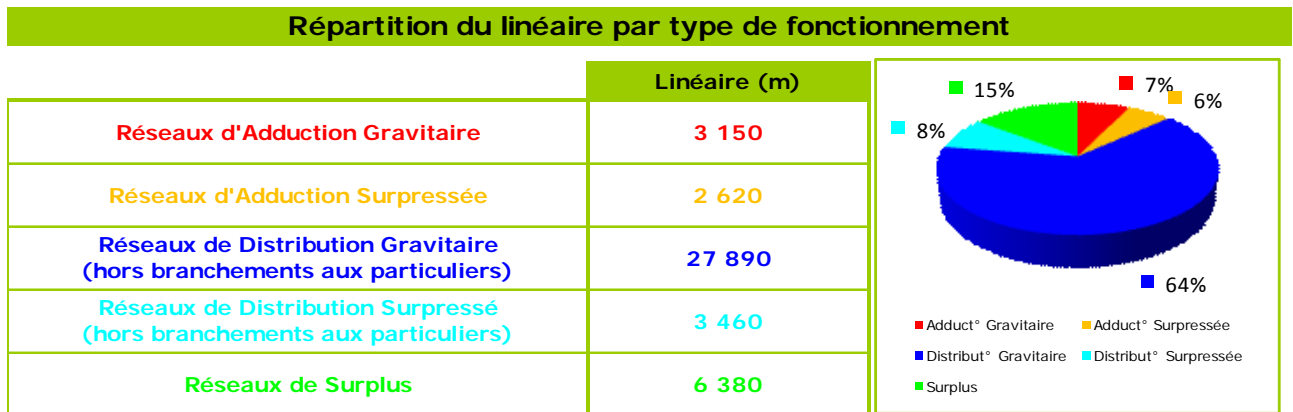 Répartition du linéaire par type de fonctionnement
Linéaire (m)
Réseaux d'Adduction Gravitaire
3 150
Réseaux d'Adduction Surpressée
2 620
Réseaux de Distribution Gravitaire
(hors branchements aux particuliers)
27 890
Réseaux de Distribution Surpressé
(hors branchements aux particuliers)
3 460
Réseaux de Surplus
6 380
15%
7%
6%
8%
64%
Adduct° Gravitaire
Adduct° Surpressée
Distribut° Gravitaire
Distribut° Surpressée
Surplus